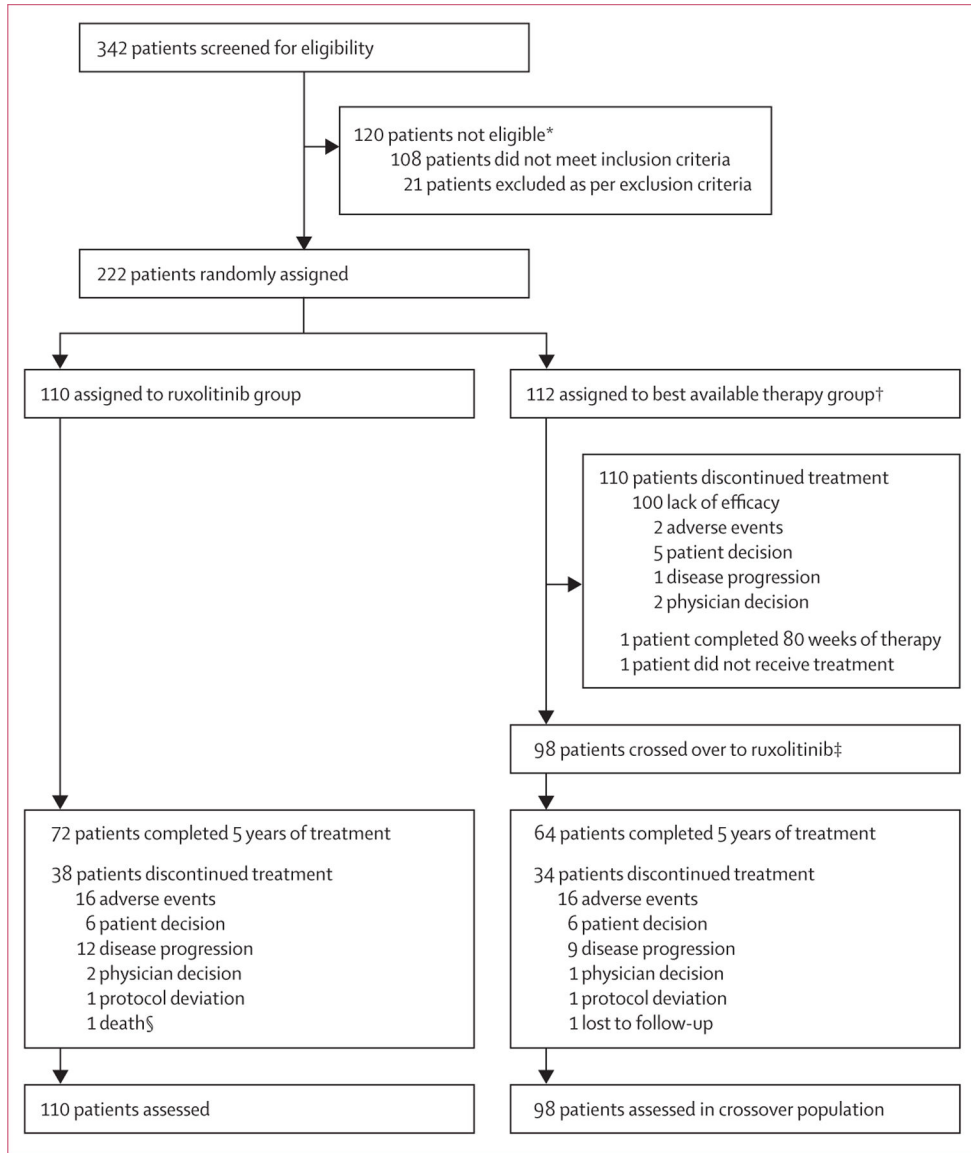 342 patients screened for eligibility
120 patients not eligible*
108 patients did not meet inclusion criteria
21 patients excluded as per exclusion criteria
222 patients randomly assigned
110 assigned to ruxolitinib group
112 assigned to best available therapy group†
110 patients discontinued treatment
100 lack of efficacy
2 adverse events
5 patient decision
1 disease progression
2 physician decision
1 patient completed 80 weeks of therapy
1 patient did not receive treatment
98 patients crossed over to ruxolitinib‡
72 patients completed 5 years of treatment
38 patients discontinued treatment
16 adverse events
6 patient decision
12 disease progression
2 physician decision
1 protocol deviation
1 death§
64 patients completed 5 years of treatment
34 patients discontinued treatment
16 adverse events
6 patient decision
9 disease progression
1 physician decision
1 protocol deviation
1 lost to follow-up
110 patients assessed
98 patients assessed in crossover population